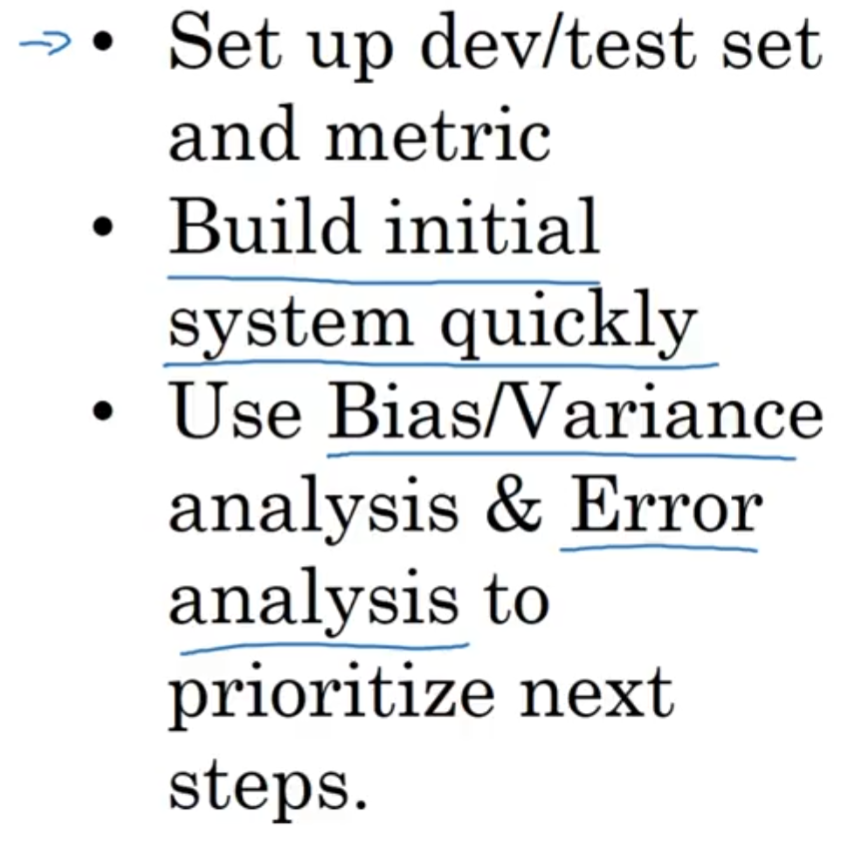 • Set up dev/test set
and metric
• Build initial
system quickly
• Use Bias/Variance
analysis & Error
analysis to
prioritize next
steps.